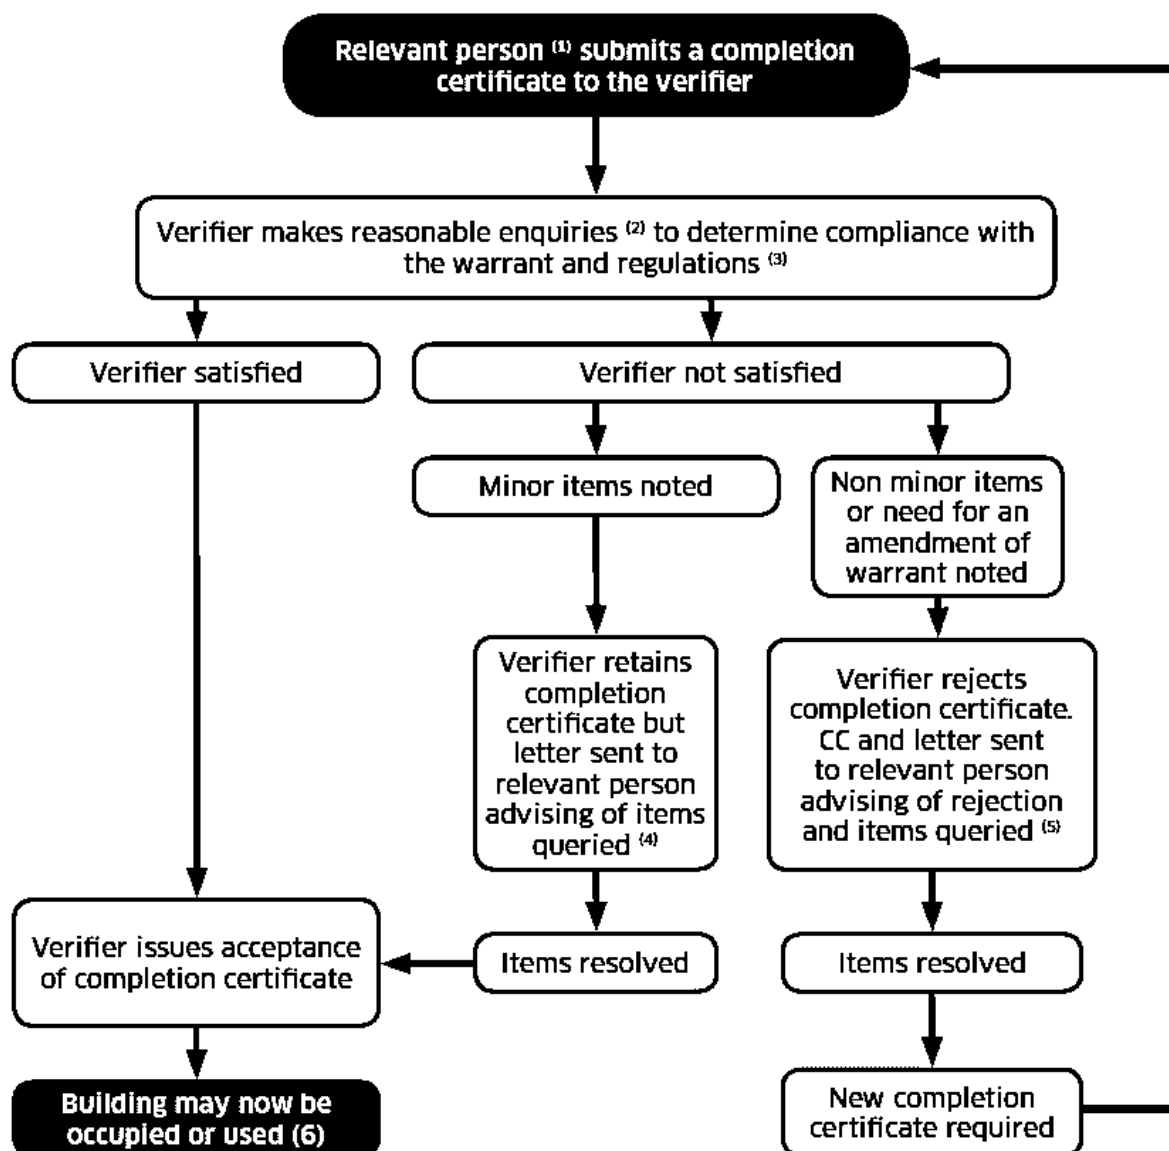 Relevant person (1) submits a completion
certificate to the verifier
Verifier makes reasonable enquiries (2) to determine compliance with
the warrant and regulations (3)
Verifier satisfied
Verifier not satisfied
Minor items noted
Non minor items
or need for an
amendment of
warrant noted
Verifier retains
completion
certificate but
letter sent to
relevant person
advising of items
queried (4)
Verifier rejects
completion certificate.
CC and letter sent
to relevant person
advising of rejection
and items queried (5)
Verifier issues acceptance
of completion certificate
Items resolved
Items resolved
Building may now be
occupied or used (6)
New completion
certificate required